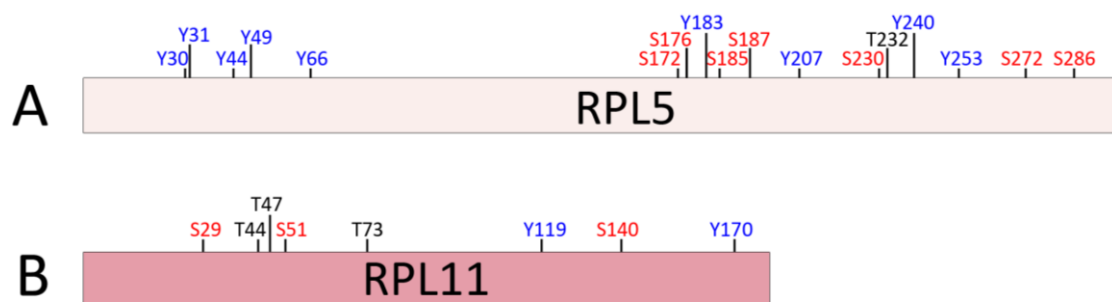 Y183 Y240
Y31 Y49 S176 S187 T232
Y30 Y44 Y66 S172 S185 Y207 S230 Y253 S272 S286
A RPL5
T47
S29 T44 S51 T73 Y119 S140 Y170
B RPL11